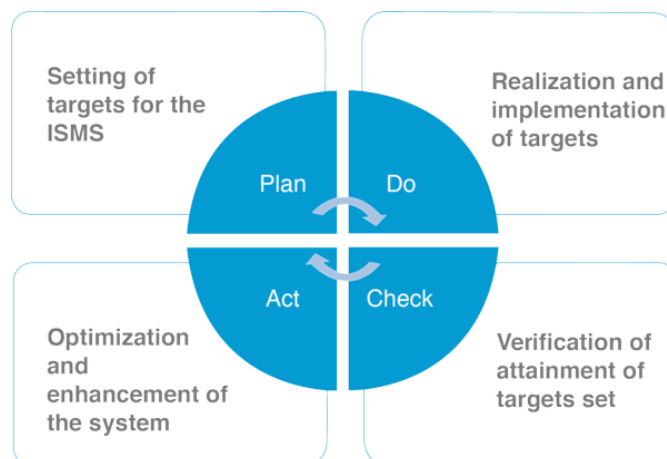 Setting of
targets for the
ISMS
Realization and
implementation
of targets
Plan
Do
Act
Check
Optimization
and
enhancement of
the system
Verification of
attainment of
targets set